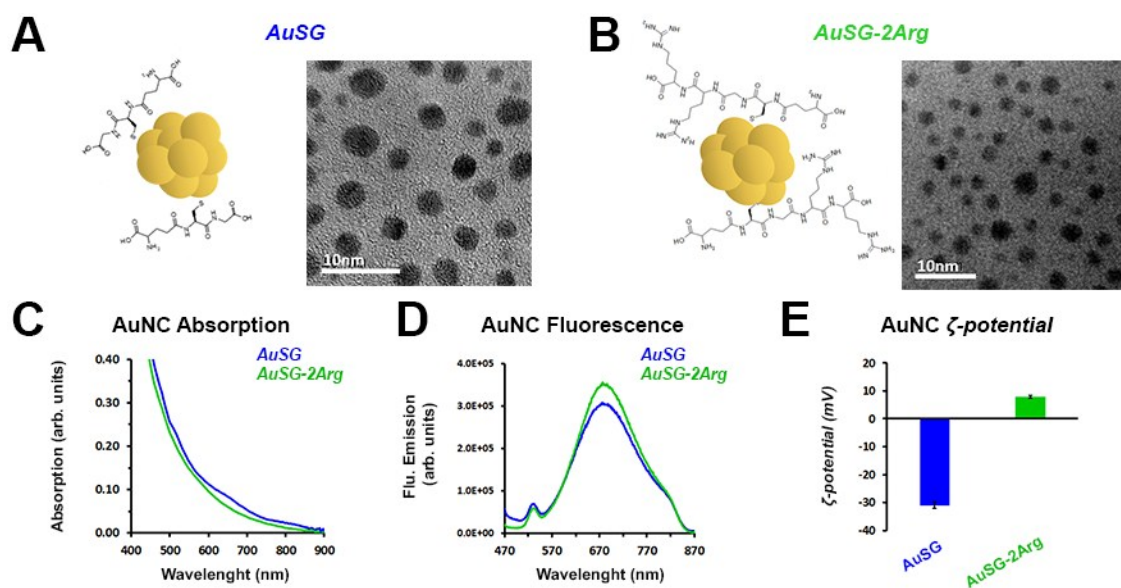 A
AuSG
10nm
B
AuSG-2Arg
10nm
C
AuNC Absorption
AuSG
AuSG-2Arg
Absorption (arb. units)
0.40
0.30
0.20
0.10
0.00
400 500 600 700 800 900
Wavelenght (nm)
D
AuNC Fluorescence
AuSG
AuSG-2Arg
Flu. Emission
(arb. units)
4.0E+05
3.0E+05
2.0E+05
1.0E+05
0.0E+00
470 570 670 770 870
Wavelenght (nm)
E
AuNC ζ-potential
ζ-potential (mV)
20
10
0
-10
-20
-30
-40
AuSG
AuSG-2Arg